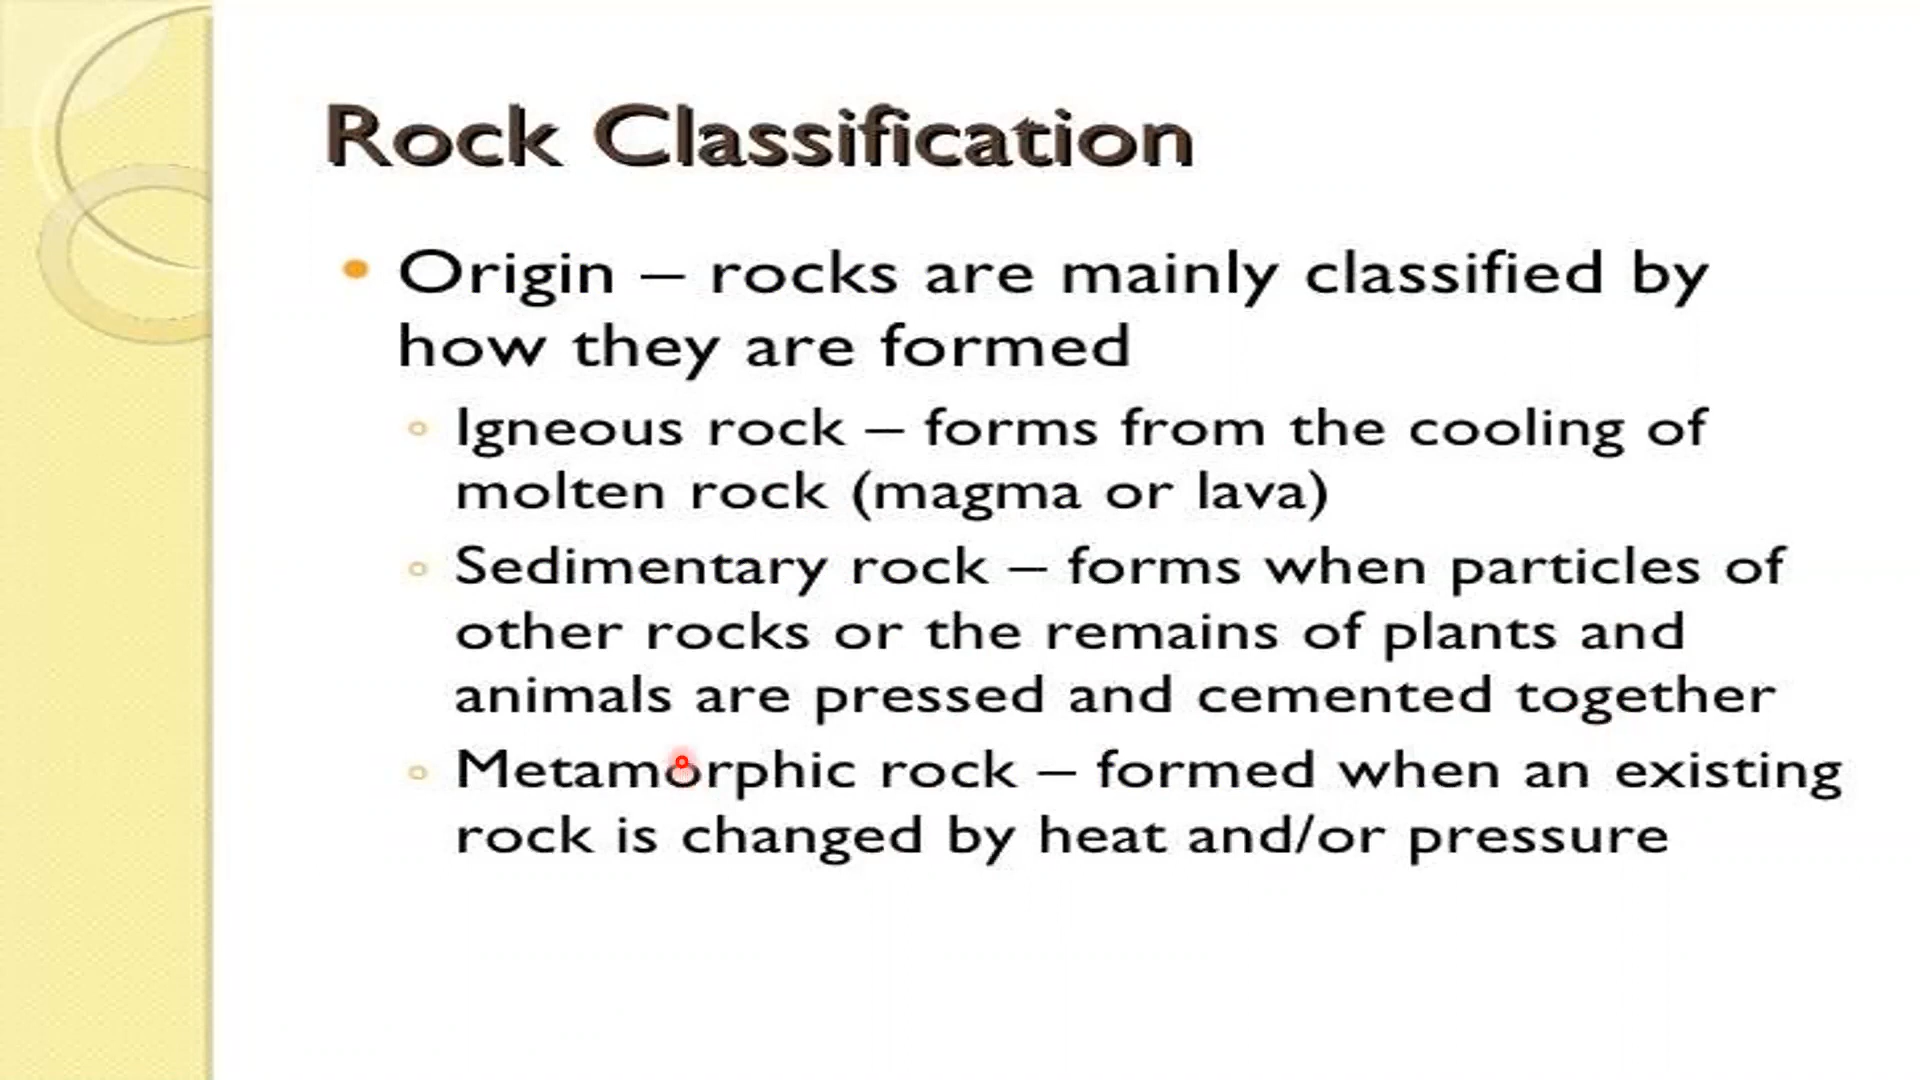 Rock Classification
• Origin – rocks are mainly classified by
how they are formed
◦ Igneous rock – forms from the cooling of
molten rock (magma or lava)
◦ Sedimentary rock – forms when particles of
other rocks or the remains of plants and
animals are pressed and cemented together
◦ Metamorphic rock – formed when an existing
rock is changed by heat and/or pressure